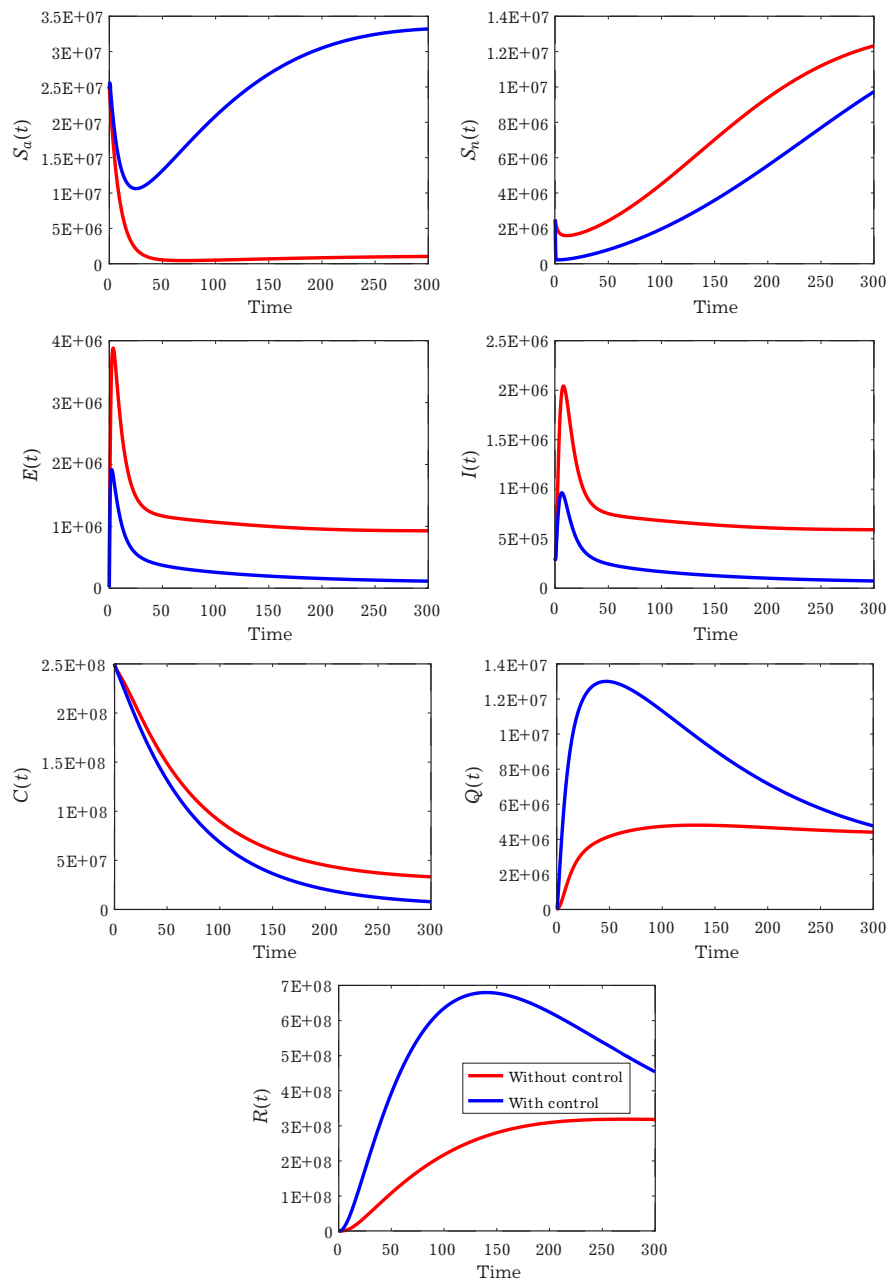 3.5E+07
3E+07
2.5E+07
2E+07
1.5E+07
1E+07
5E+06
0
Sₐ(t)
0 50 100 150 200 250 300
Time
1.4E+07
1.2E+07
1E+07
8E+06
6E+06
4E+06
2E+06
0
Sₙ(t)
0 50 100 150 200 250 300
Time
4E+06
3E+06
2E+06
1E+06
0
E(t)
0 50 100 150 200 250 300
Time
2.5E+06
2E+06
1.5E+06
1E+06
5E+05
0
I(t)
0 50 100 150 200 250 300
Time
2.5E+08
2E+08
1.5E+08
1E+08
5E+07
0
C(t)
0 50 100 150 200 250 300
Time
1.4E+07
1.2E+07
1E+07
8E+06
6E+06
4E+06
2E+06
0
Q(t)
0 50 100 150 200 250 300
Time
7E+08
6E+08
5E+08
4E+08
3E+08
2E+08
1E+08
0
R(t)
Without control
With control
0 50 100 150 200 250 300
Time